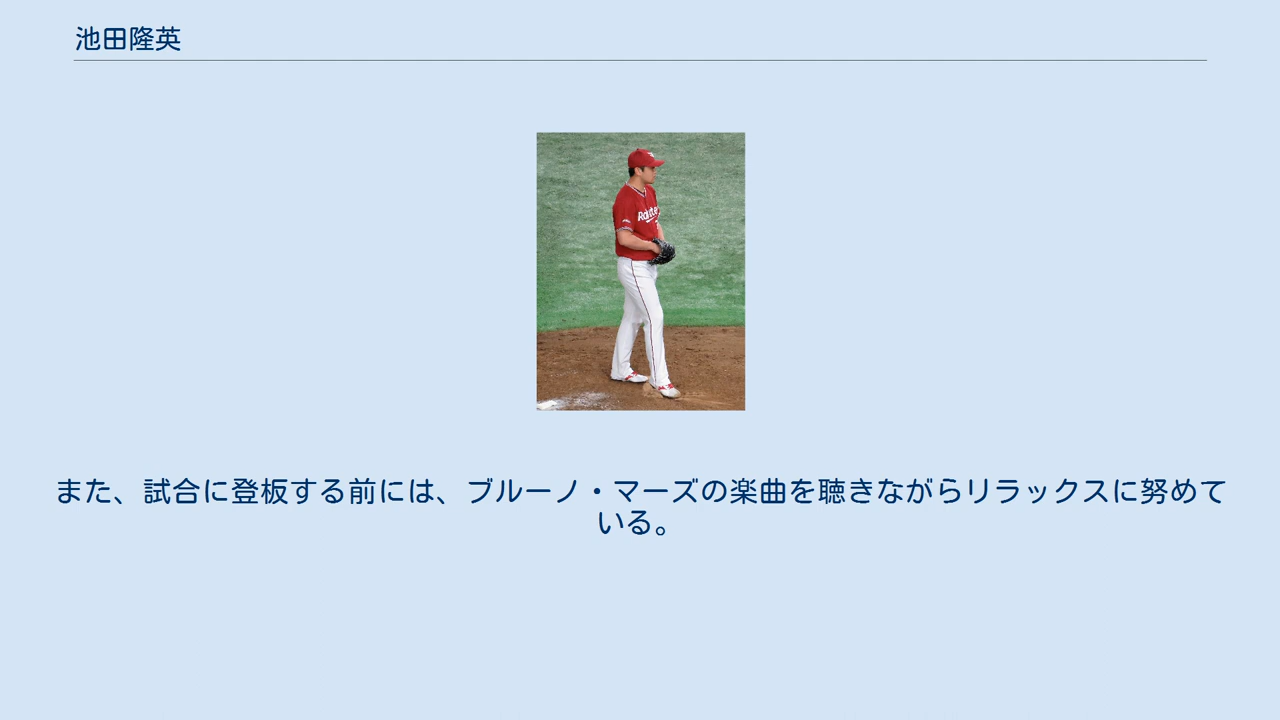 池田隆英
Rakuten
また、試合に登板する前には、ブルーノ・マーズの楽曲を聴きながらリラックスに努めて
いる。